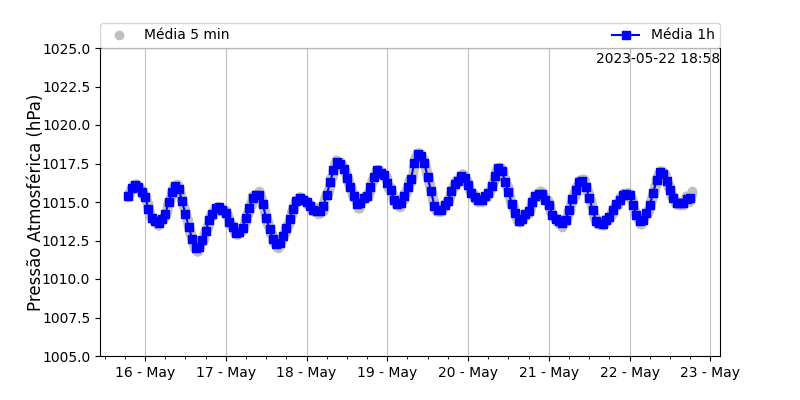 Média 5 min
Média 1h
2023-05-22 18:58
Pressão Atmosférica (hPa)
1025.0
1022.5
1020.0
1017.5
1015.0
1012.5
1010.0
1007.5
1005.0
16 - May
17 - May
18 - May
19 - May
20 - May
21 - May
22 - May
23 - May